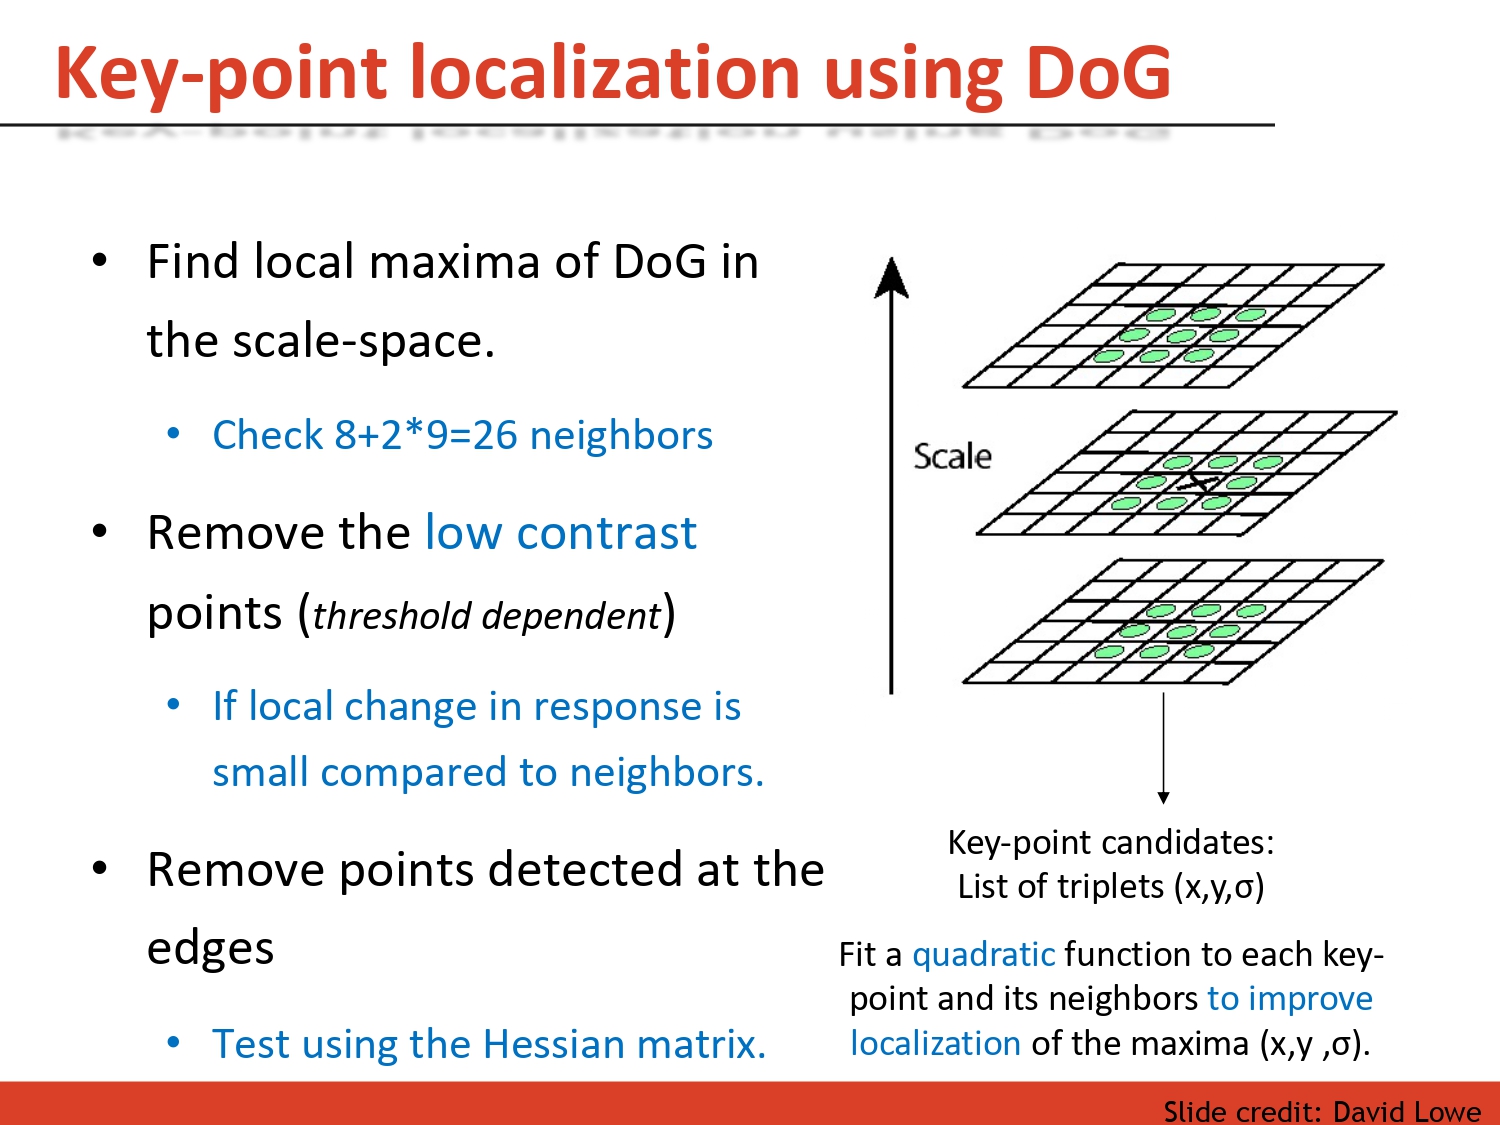 Key-point localization using DoG
• Find local maxima of DoG in
the scale-space.
• Check 8+2*9=26 neighbors
• Remove the low contrast
points (threshold dependent)
• If local change in response is
small compared to neighbors.
• Remove points detected at the
edges
• Test using the Hessian matrix.
Scale
Key-point candidates:
List of triplets (x,y,σ)
Fit a quadratic function to each key-
point and its neighbors to improve
localization of the maxima (x,y ,σ).
Slide credit: David Lowe